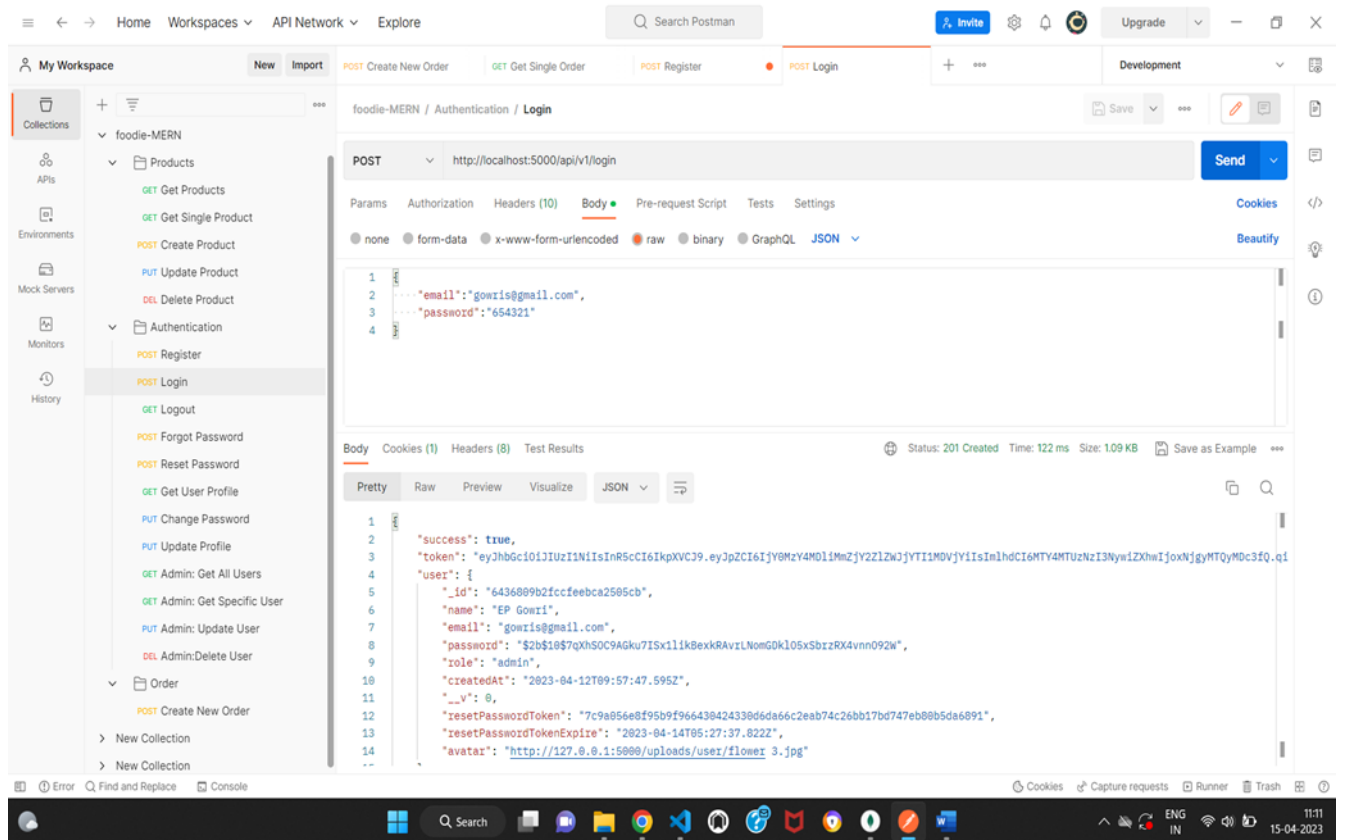 Home Workspaces API Network Explore Search Postman Invite Upgrade
My Workspace New Import POST Create New Order GET Get Single Order POST Register POST Login Development
Collections
APIs
Environments
Mock Servers
Monitors
History
foodie-MERN
Products
GET Get Products
GET Get Single Product
POST Create Product
PUT Update Product
DEL Delete Product
Authentication
POST Register
POST Login
GET Logout
POST Forgot Password
POST Reset Password
GET Get User Profile
PUT Change Password
PUT Update Profile
GET Admin: Get All Users
GET Admin: Get Specific User
PUT Admin: Update User
DEL Admin:Delete User
Order
POST Create New Order
New Collection
New Collection
foodie-MERN / Authentication / Login Save
POST http://localhost:5000/api/v1/login Send
Params Authorization Headers (10) Body Pre-request Script Tests Settings Cookies
none form-data x-www-form-urlencoded raw binary GraphQL JSON Beautify
1 {
2 "email":"gowris@gmail.com",
3 "password":"654321"
4 }
Body Cookies (1) Headers (8) Test Results Status: 201 Created Time: 122 ms Size: 1.09 KB Save as Example
Pretty Raw Preview Visualize JSON
1 {
2 "success": true,
3 "token":
4 "user": {
5 "_id": "6436809b2fccfeebca2505cb",
6 "name": "EP Gowri",
7 "email": "gowris@gmail.com",
8 "password":
9 "role": "admin",
10 "createdAt": "2023-04-12T09:57:47.595Z",
11 "__v": 0,
12 "resetPasswordToken": "7c9a056e8f95b9f966430424330d6da66c2eab74c26bb17bd747eb80b5da6891",
13 "resetPasswordTokenExpire": "2023-04-14T05:27:37.822Z",
14 "avatar": "http://127.0.0.1:5000/uploads/user/flower 3.jpg"
Error Find and Replace Console Cookies Capture requests Runner Trash
Search ENG IN 11:11 15-04-2023